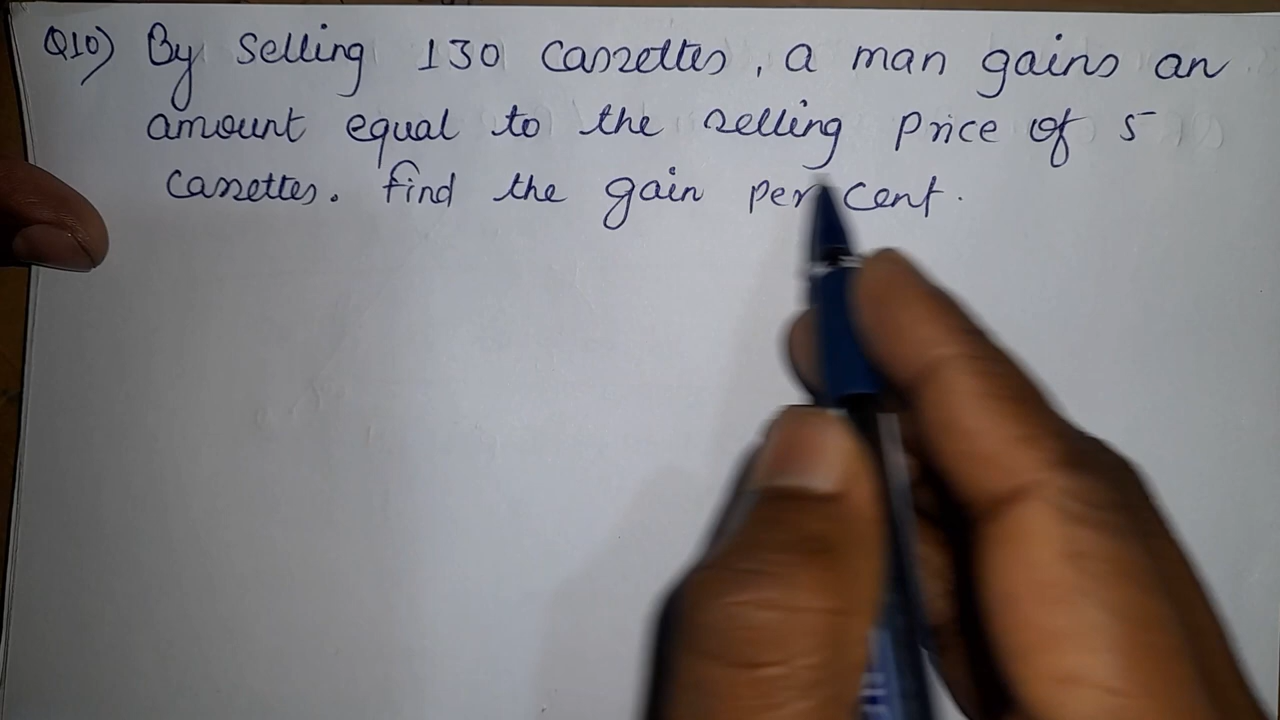 Q10) By selling 130 cassettes, a man gains an
amount equal to the selling price of 5
cassettes. find the gain per cent.